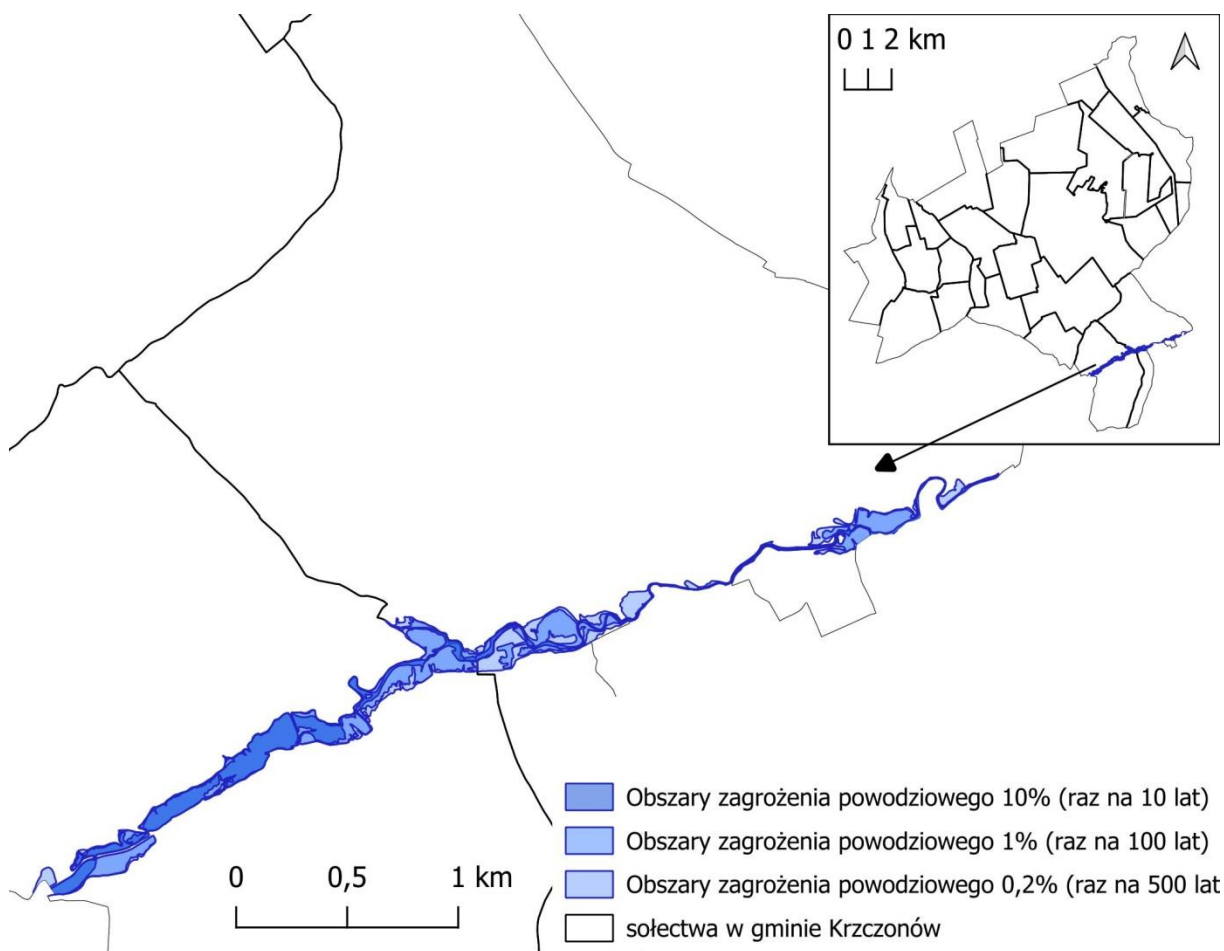 0 1 2 km
Obszary zagrożenia powodziowego 10% (raz na 10 lat)
Obszary zagrożenia powodziowego 1% (raz na 100 lat)
Obszary zagrożenia powodziowego 0,2% (raz na 500 lat
sołectwa w gminie Krzczonów
0 0,5 1 km